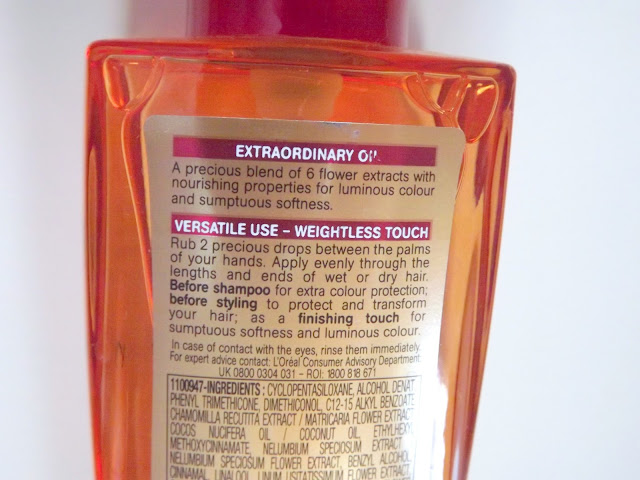 EXTRAORDINARY OIL
A precious blend of 6 flower extracts with
nourishing properties for luminous colour
and sumptuous softness.
VERSATILE USE – WEIGHTLESS TOUCH
Rub 2 precious drops between the palms
of your hands. Apply evenly through the
lengths and ends of wet or dry hair.
Before shampoo for extra colour protection;
before styling to protect and transform
your hair; as a finishing touch for
sumptuous softness and luminous colour.
In case of contact with the eyes, rinse them immediately.
For expert advice contact: L'Oréal Consumer Advisory Department:
UK 0800 0304 031 - ROI: 1800 818 671
1100947-INGREDIENTS: CYCLOPENTASILOXANE, ALCOHOL DENAT
PHENYL TRIMETHICONE, DIMETHICONOL, C12-15 ALKYL BENZOATE
CHAMOMILLA RECUTITA EXTRACT / MATRICARIA FLOWER EXTRACT
COCOS NUCIFERA OIL / COCONUT OIL, ETHYLHEXYL
METHOXYCINNAMATE, NELUMBIUM SPECIOSUM EXTRACT
NELUMBIUM SPECIOSUM FLOWER EXTRACT, BENZYL ALCOHOL,
CINNAMAL, LINALOOL, LINUM USITATISSIMUM FLOWER EXTRACT,